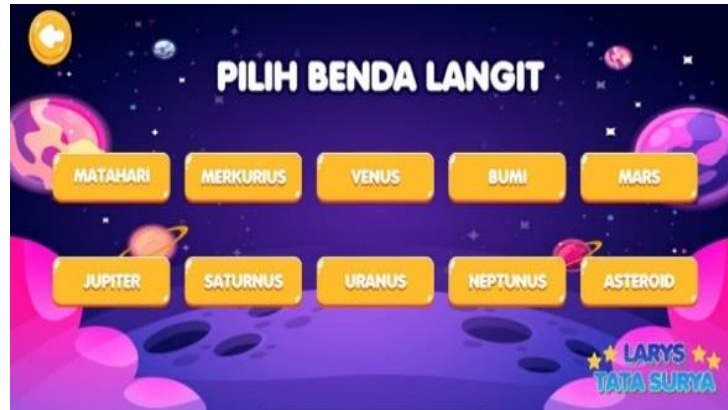 PILIH BENDA LANGIT
MATAHARI MERKURIUS VENUS BUMI MARS
JUPITER SATURNUS URANUS NEPTUNUS ASTEROID
LARYS
TATA SURYA